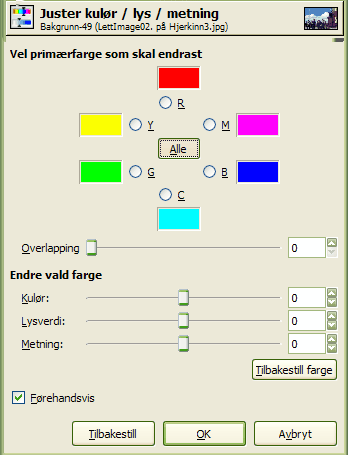 Juster kulør / lys / metning
Bakgrunn-49 (LettImage02. på Hjerkinn3.jpg)
Vel primærfarge som skal endrast
R
Y
M
Alle
G
B
C
Overlapping 0
Endre vald farge
Kulør: 0
Lysverdi: 0
Metning: 0
Tilbakestill farge
Førehandsvis
Tilbakestill OK Avbryt